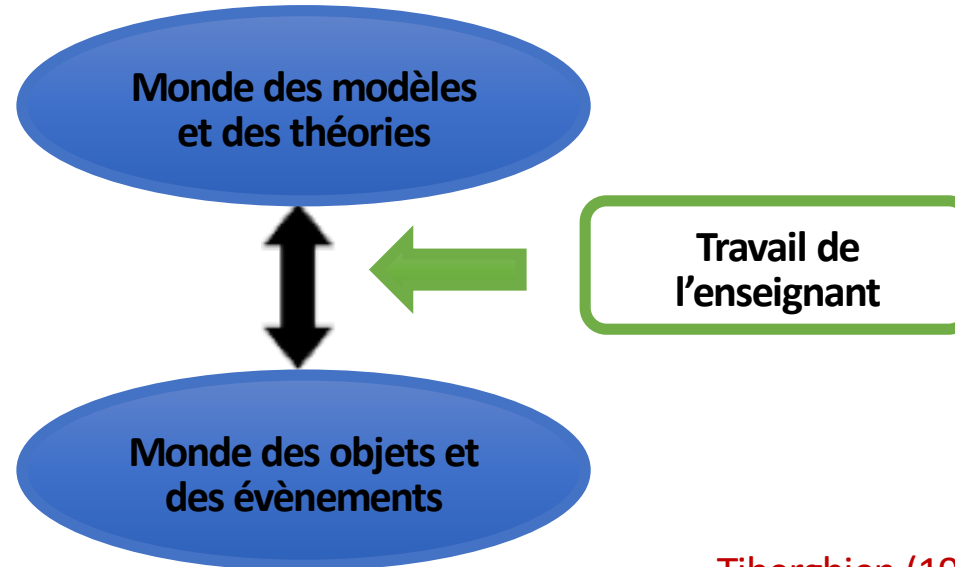 Monde des modèles
et des théories
Travail de
l'enseignant
Monde des objets et
des évènements